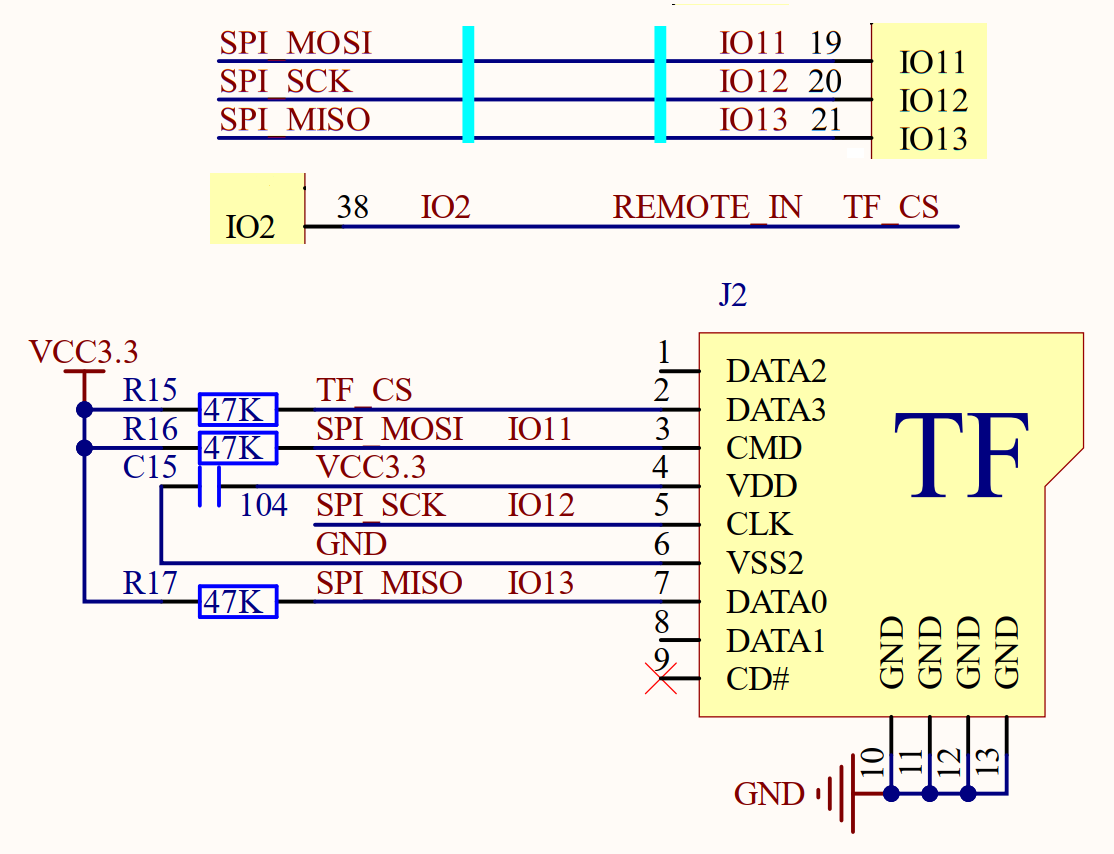 SPI_MOSI IO11 19 IO11
SPI_SCK IO12 20 IO12
SPI_MISO IO13 21 IO13
IO2 38 IO2 REMOTE_IN TF_CS
J2
VCC3.3
1 DATA2
R15 47K TF_CS 2 DATA3
R16 47K SPI_MOSI IO11 3 CMD
C15 104 VCC3.3 4 VDD
SPI_SCK IO12 5 CLK
GND 6 VSS2
R17 47K SPI_MISO IO13 7 DATA0
8 DATA1
9 CD#
TF
GND GND GND GND
10 11 12 13
GND